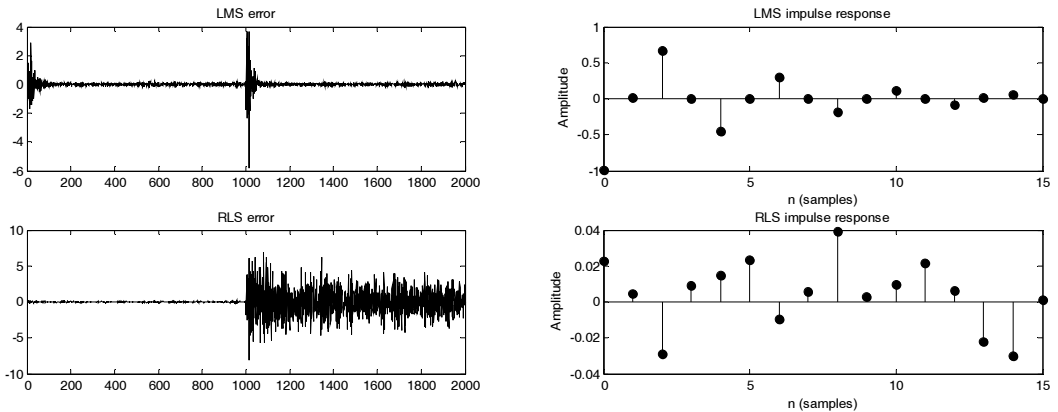 LMS error
4
2
0
-2
-4
-6
0 200 400 600 800 1000 1200 1400 1600 1800 2000
LMS impulse response
1
0.5
0
-0.5
-1
Amplitude
0 5 10 15
n (samples)
RLS error
10
5
0
-5
-10
0 200 400 600 800 1000 1200 1400 1600 1800 2000
RLS impulse response
0.04
0.02
0
-0.02
-0.04
Amplitude
0 5 10 15
n (samples)